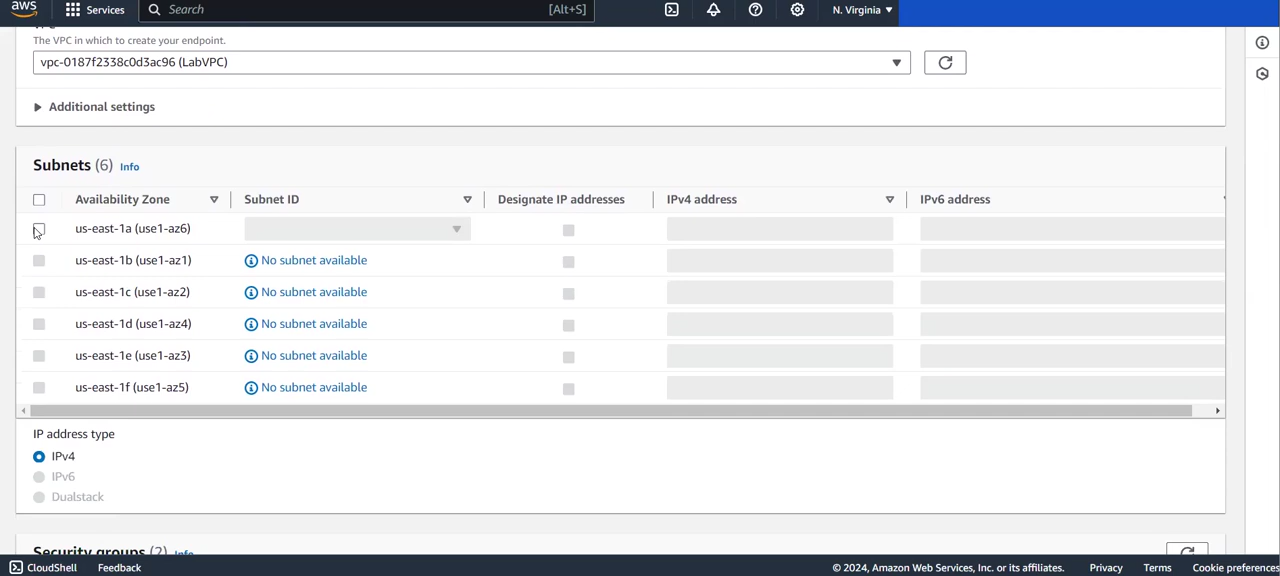 aws Services Search [Alt+S] N. Virginia
VPC
The VPC in which to create your endpoint.
vpc-0187f2338c0d3ac96 (LabVPC)
Additional settings
Subnets (6) Info
Availability Zone Subnet ID Designate IP addresses IPv4 address IPv6 address
us-east-1a (use1-az6)
us-east-1b (use1-az1) No subnet available
us-east-1c (use1-az2) No subnet available
us-east-1d (use1-az4) No subnet available
us-east-1e (use1-az3) No subnet available
us-east-1f (use1-az5) No subnet available
IP address type
IPv4
IPv6
Dualstack
Security groups (2) Info
CloudShell Feedback © 2024, Amazon Web Services, Inc. or its affiliates. Privacy Terms Cookie preferences